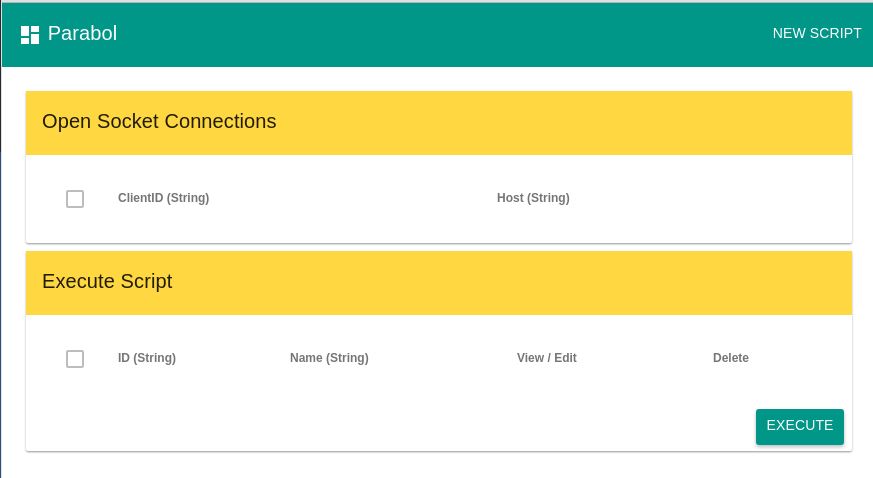 Parabol
NEW SCRIPT
Open Socket Connections
ClientID (String) Host (String)
Execute Script
ID (String) Name (String) View / Edit Delete
EXECUTE